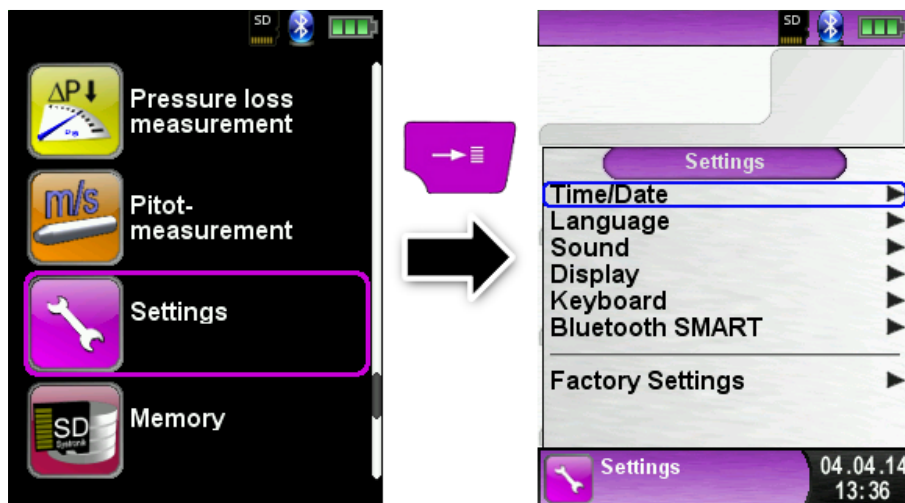 SD
ΔP
Pa
Pressure loss
measurement
m/s
Pitot-
measurement
Settings
SD
Systronik
Memory
SD
Settings
Time/Date
Language
Sound
Display
Keyboard
Bluetooth SMART
Factory Settings
Settings
04.04.14
13:36